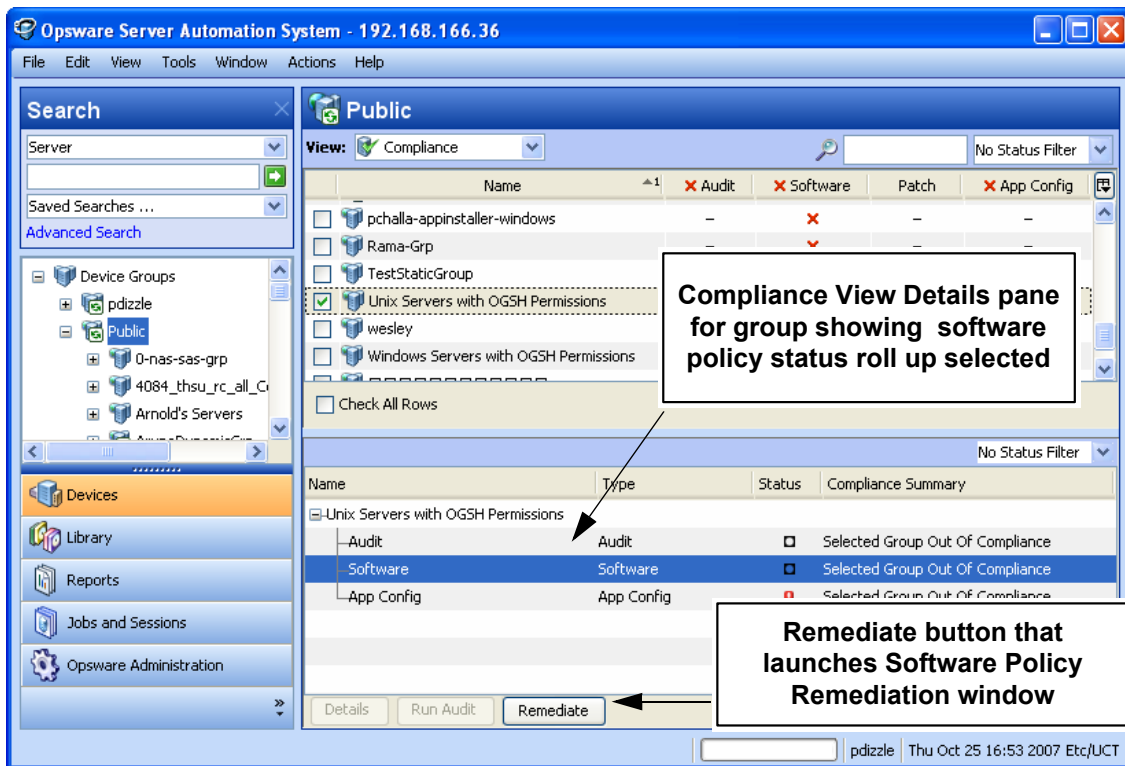 Opsware Server Automation System - 192.168.166.36
File Edit View Tools Window Actions Help
Search
Server
Saved Searches ...
Advanced Search
Device Groups
pdizzle
Public
0-nas-sas-grp
4084_thsu_rc_all_C
Arnold's Servers
Devices
Library
Reports
Jobs and Sessions
Opsware Administration
Public
View: Compliance No Status Filter
Name 1 Audit Software Patch App Config
pchalla-appinstaller-windows – – –
Rama-Grp – – –
TestStaticGroup
Unix Servers with OGSH Permissions
wesley
Windows Servers with OGSH Permissions
Check All Rows
Compliance View Details pane
for group showing software
policy status roll up selected
No Status Filter
Name Type Status Compliance Summary
Unix Servers with OGSH Permissions
Audit Audit Selected Group Out Of Compliance
Software Software Selected Group Out Of Compliance
App Config App Config Selected Group Out Of Compliance
Remediate button that
launches Software Policy
Remediation window
Details Run Audit Remediate
pdizzle Thu Oct 25 16:53 2007 Etc/UCT